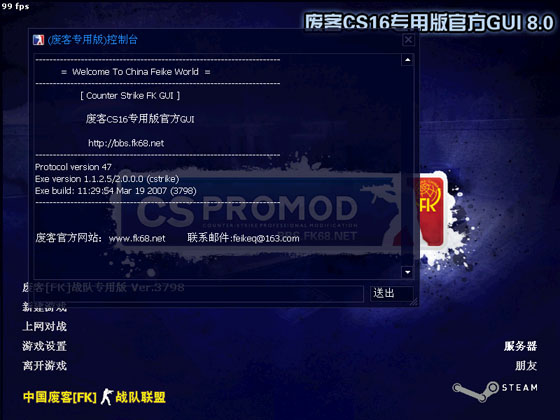 99 fps
废客CS16专用版官方GUI 8.0
(废客专用版)控制台
= Welcome To China Feike World =
[ Counter Strike FK GUI ]
废客CS16专用版官方GUI
http://bbs.fk68.net
Protocol version 47
Exe version 1.1.2.5/2.0.0.0 (cstrike)
Exe build: 11:29:54 Mar 19 2007 (3798)
CS PROMOD
COUNTER-STRIKE PROFESSIONAL MODIFICATION
BBS.FK68.NET
FK
废客官方网站：www.fk68.net 联系邮件:feikeq@163.com
废客[FK]战队专用版 Ver.3798
送出
新建游戏
上网对战
游戏设置
离开游戏
服务器
朋友
中国废客[FK] 战队联盟
STEAM